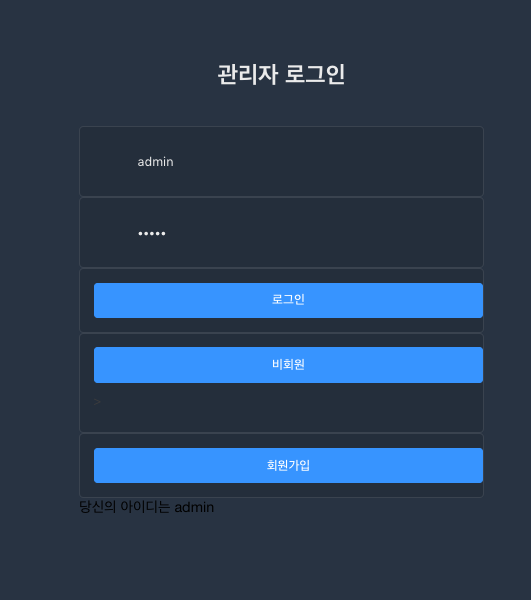 관리자 로그인
admin
•••••
로그인
비회원
>
회원가입
당신의 아이디는 admin